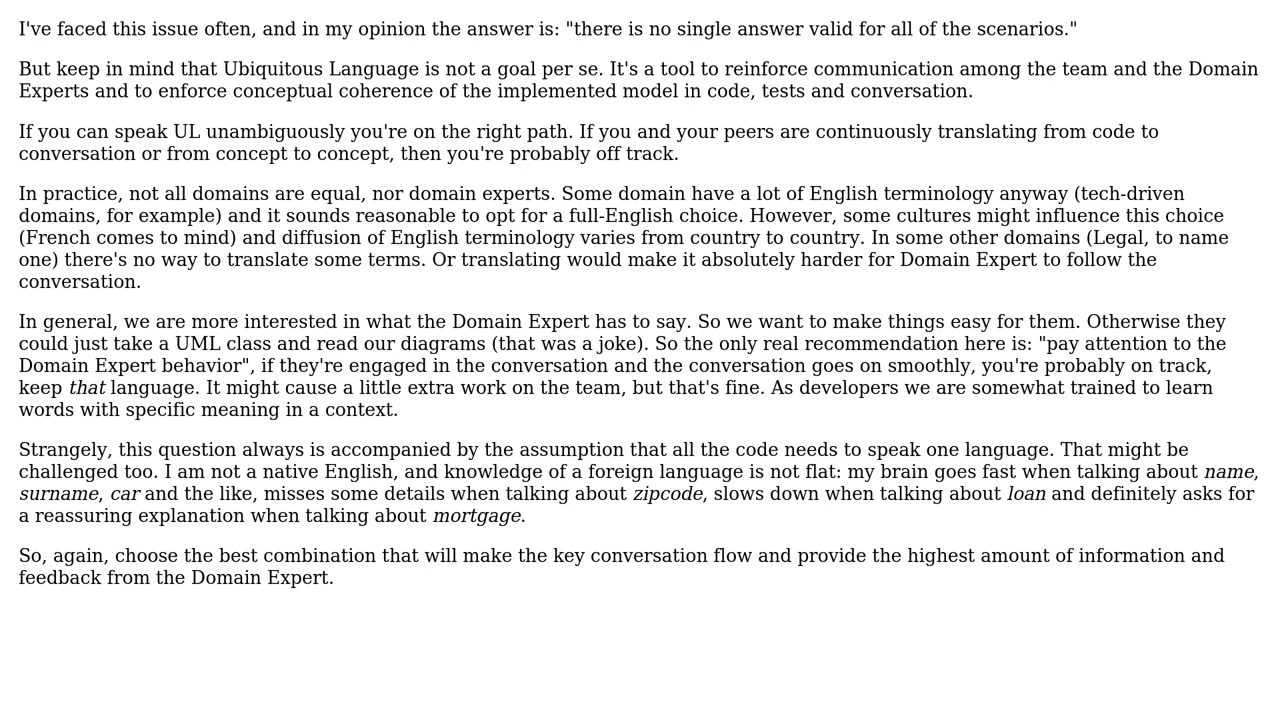 I've faced this issue often, and in my opinion the answer is: "there is no single answer valid for all of the scenarios."
But keep in mind that Ubiquitous Language is not a goal per se. It's a tool to reinforce communication among the team and the Domain
Experts and to enforce conceptual coherence of the implemented model in code, tests and conversation.
If you can speak UL unambiguously you're on the right path. If you and your peers are continuously translating from code to
conversation or from concept to concept, then you're probably off track.
In practice, not all domains are equal, nor domain experts. Some domain have a lot of English terminology anyway (tech-driven
domains, for example) and it sounds reasonable to opt for a full-English choice. However, some cultures might influence this choice
(French comes to mind) and diffusion of English terminology varies from country to country. In some other domains (Legal, to name
one) there's no way to translate some terms. Or translating would make it absolutely harder for Domain Expert to follow the
conversation.
In general, we are more interested in what the Domain Expert has to say. So we want to make things easy for them. Otherwise they
could just take a UML class and read our diagrams (that was a joke). So the only real recommendation here is: "pay attention to the
Domain Expert behavior", if they're engaged in the conversation and the conversation goes on smoothly, you're probably on track,
keep that language. It might cause a little extra work on the team, but that's fine. As developers we are somewhat trained to learn
words with specific meaning in a context.
Strangely, this question always is accompanied by the assumption that all the code needs to speak one language. That might be
challenged too. I am not a native English, and knowledge of a foreign language is not flat: my brain goes fast when talking about name,
surname, car and the like, misses some details when talking about zipcode, slows down when talking about loan and definitely asks for
a reassuring explanation when talking about mortgage.
So, again, choose the best combination that will make the key conversation flow and provide the highest amount of information and
feedback from the Domain Expert.